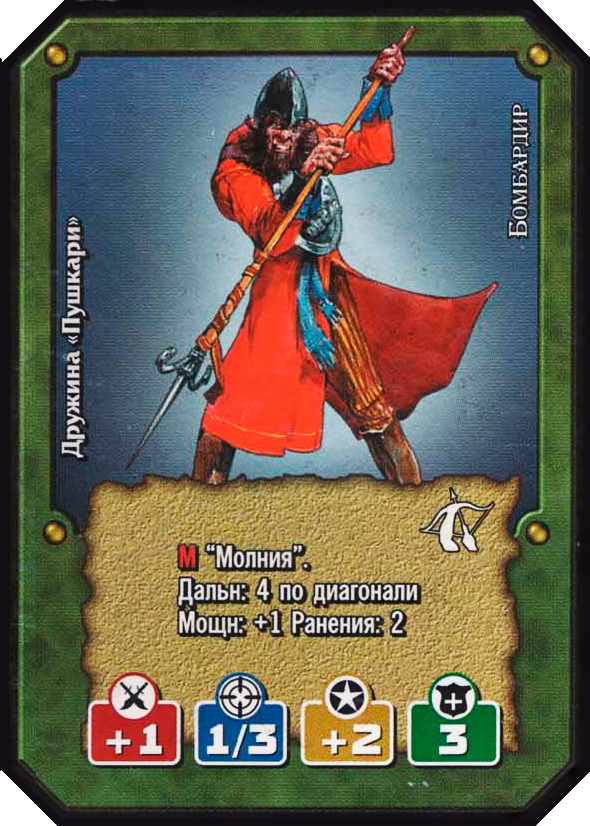 Дружина «Пушкари»
Бомбардир
М “Молния”.
Дальн: 4 по диагонали
Мощн: +1 Ранения: 2
+1 1/3 +2 3